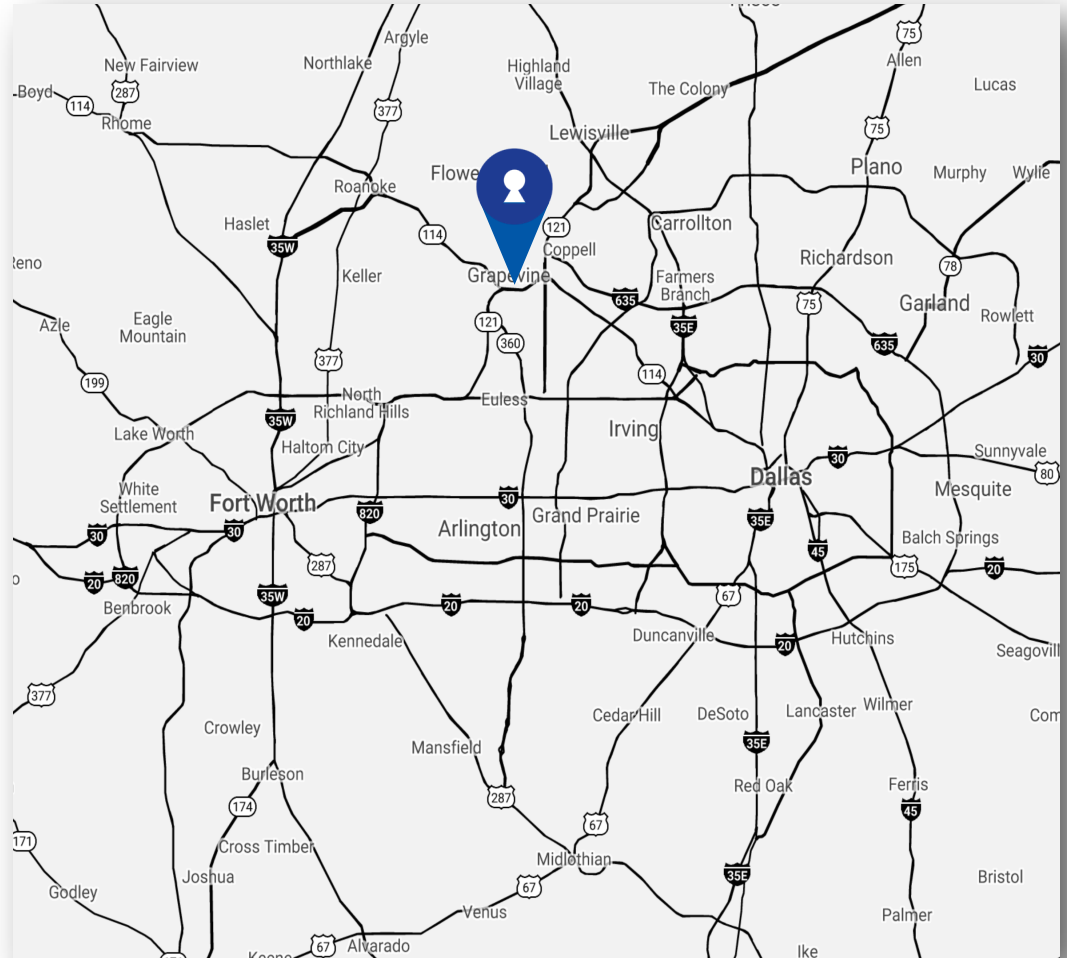 Argyle
75
New Fairview
Northlake
Highland
Village
Allen
Boyd
287
The Colony
Lucas
114
377
Rhome
75
Lewisville
Plano
Murphy
Wylie
Roanoke
Haslet
121
Carrollton
114
35W
Coppell
Richardson
Keller
Grapevine
Farmers
Branch
78
635
75
Garland
Azle
Eagle
Mountain
121
35E
Rowlett
360
635
377
30
199
114
North
Richland Hills
Euless
35W
Irving
Lake Worth
Haltom City
30
Sunnyvale
Dallas
80
White
Settlement
Fort Worth
30
Mesquite
820
Arlington
Grand Prairie
35E
30
30
Balch Springs
45
287
175
20
820
20
35W
67
Benbrook
20
20
20
Kennedale
Duncanville
Hutchins
20
Seagovill
377
Crowley
Cedar Hill
DeSoto
Lancaster
Wilmer
Mansfield
35E
Burleson
Red Oak
Ferris
174
287
45
67
171
Cross Timber
Midlothian
35E
Joshua
67
Bristol
Godley
Venus
Palmer
67
Alvarado
Ike